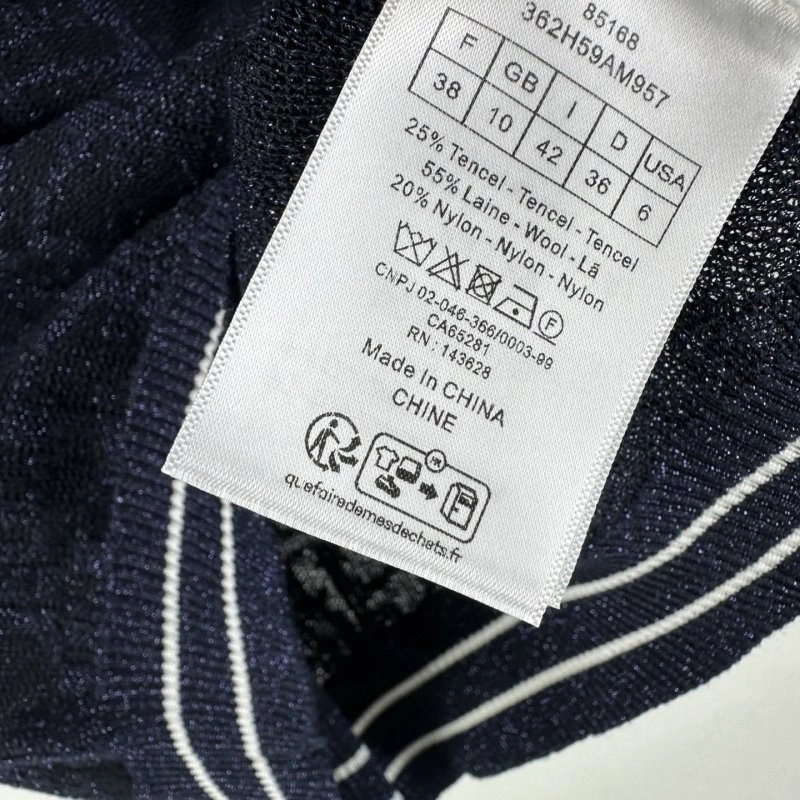 85168
362H59AM957
F GB I D USA
38 10 42 36 6
25% Tencel - Tencel - Tencel
55% Laine - Wool - Lã
20% Nylon - Nylon - Nylon
F
CNPJ 02-046-366/0003-99
CA65281
RN : 143628
Made In CHINA
CHINE
FR
quefairedemesdechets.fr